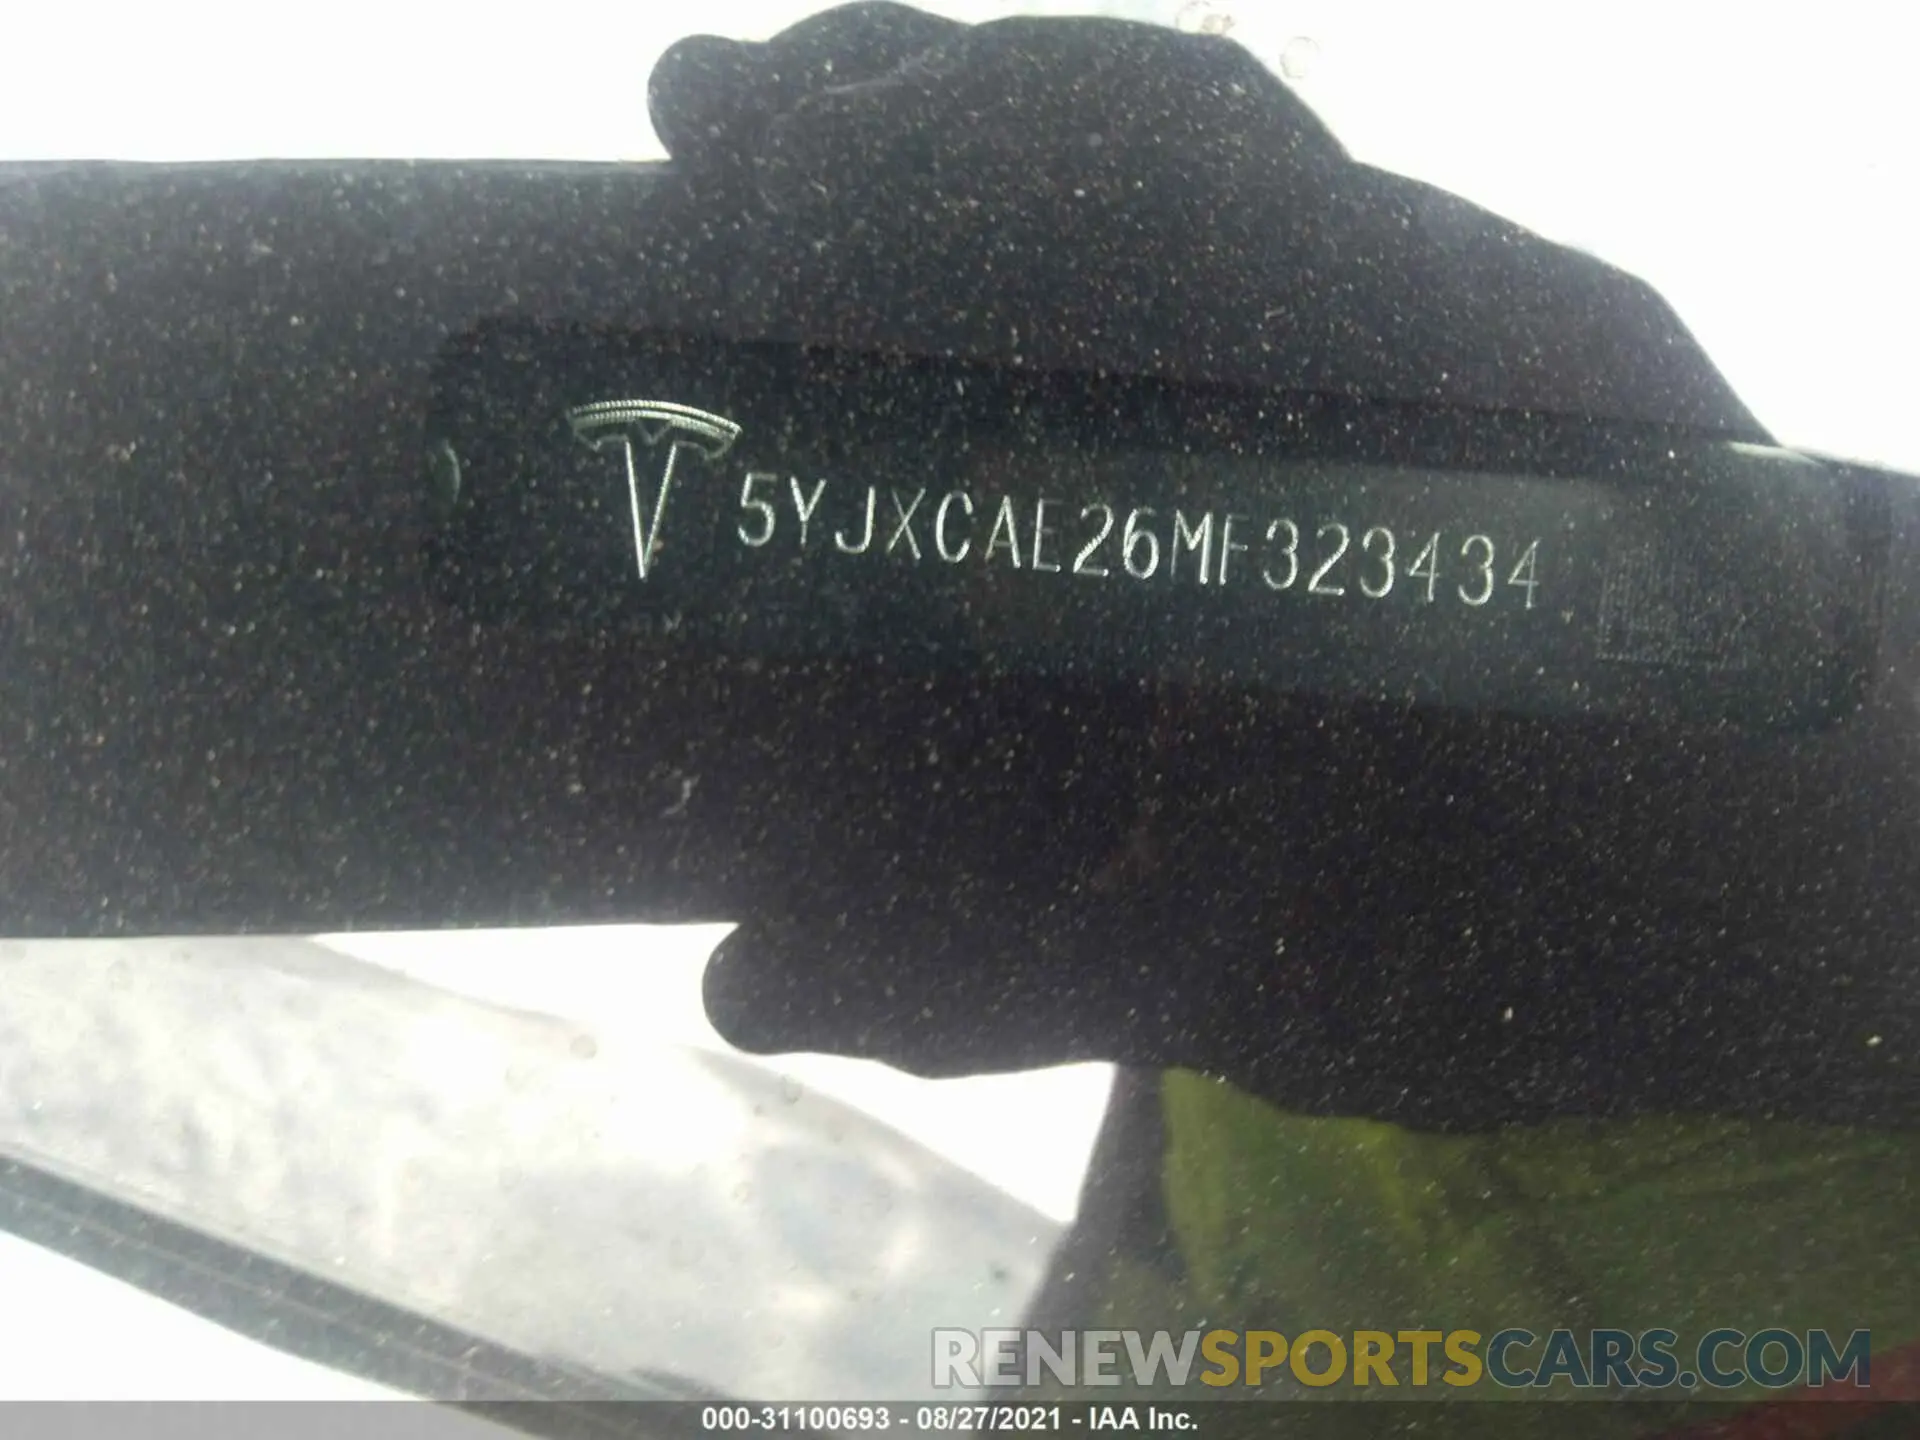 5YJXCAE26MF323434
RENEWSPORTSCARS.COM
000-31100693 - 08/27/2021 - IAA Inc.